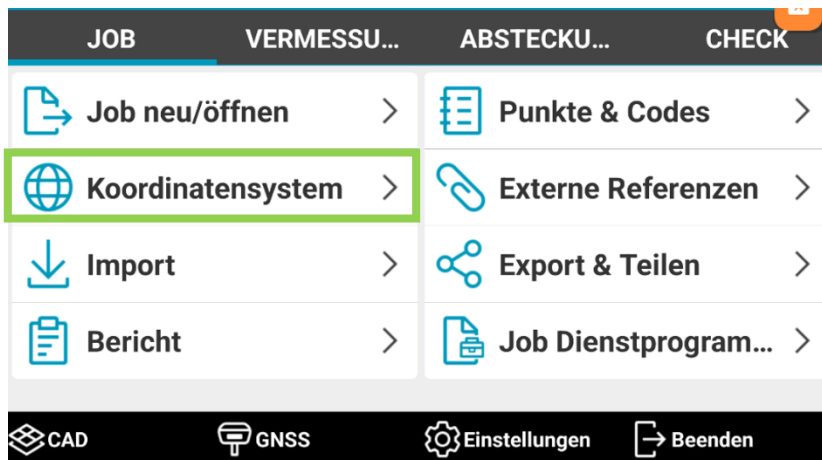 JOB VERMESSU... ABSTECKU... CHECK
Job neu/öffnen
Punkte & Codes
Koordinatensystem
Externe Referenzen
Import
Export & Teilen
Bericht
Job Dienstprogram...
CAD GNSS Einstellungen Beenden